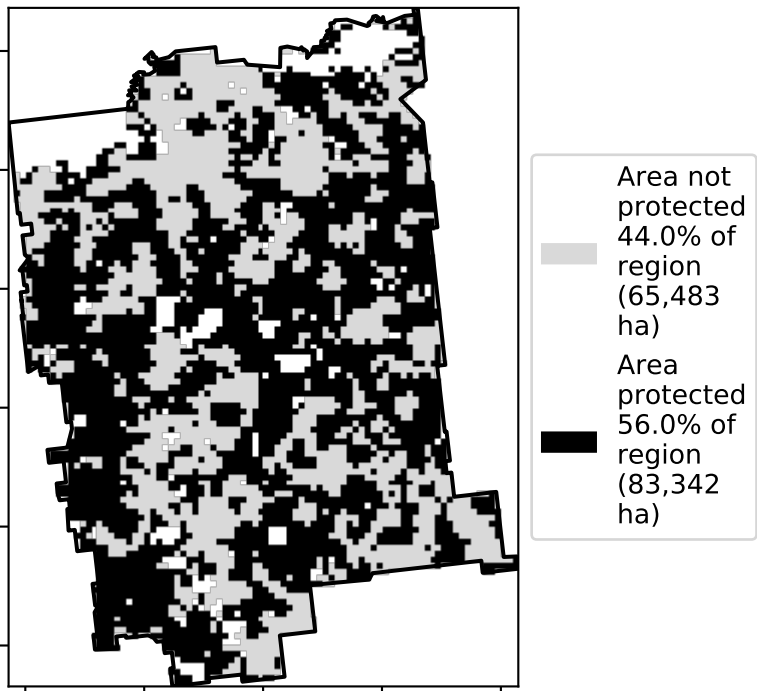 Area not
protected
44.0% of
region
(65,483
ha)
Area
protected
56.0% of
region
(83,342
ha)